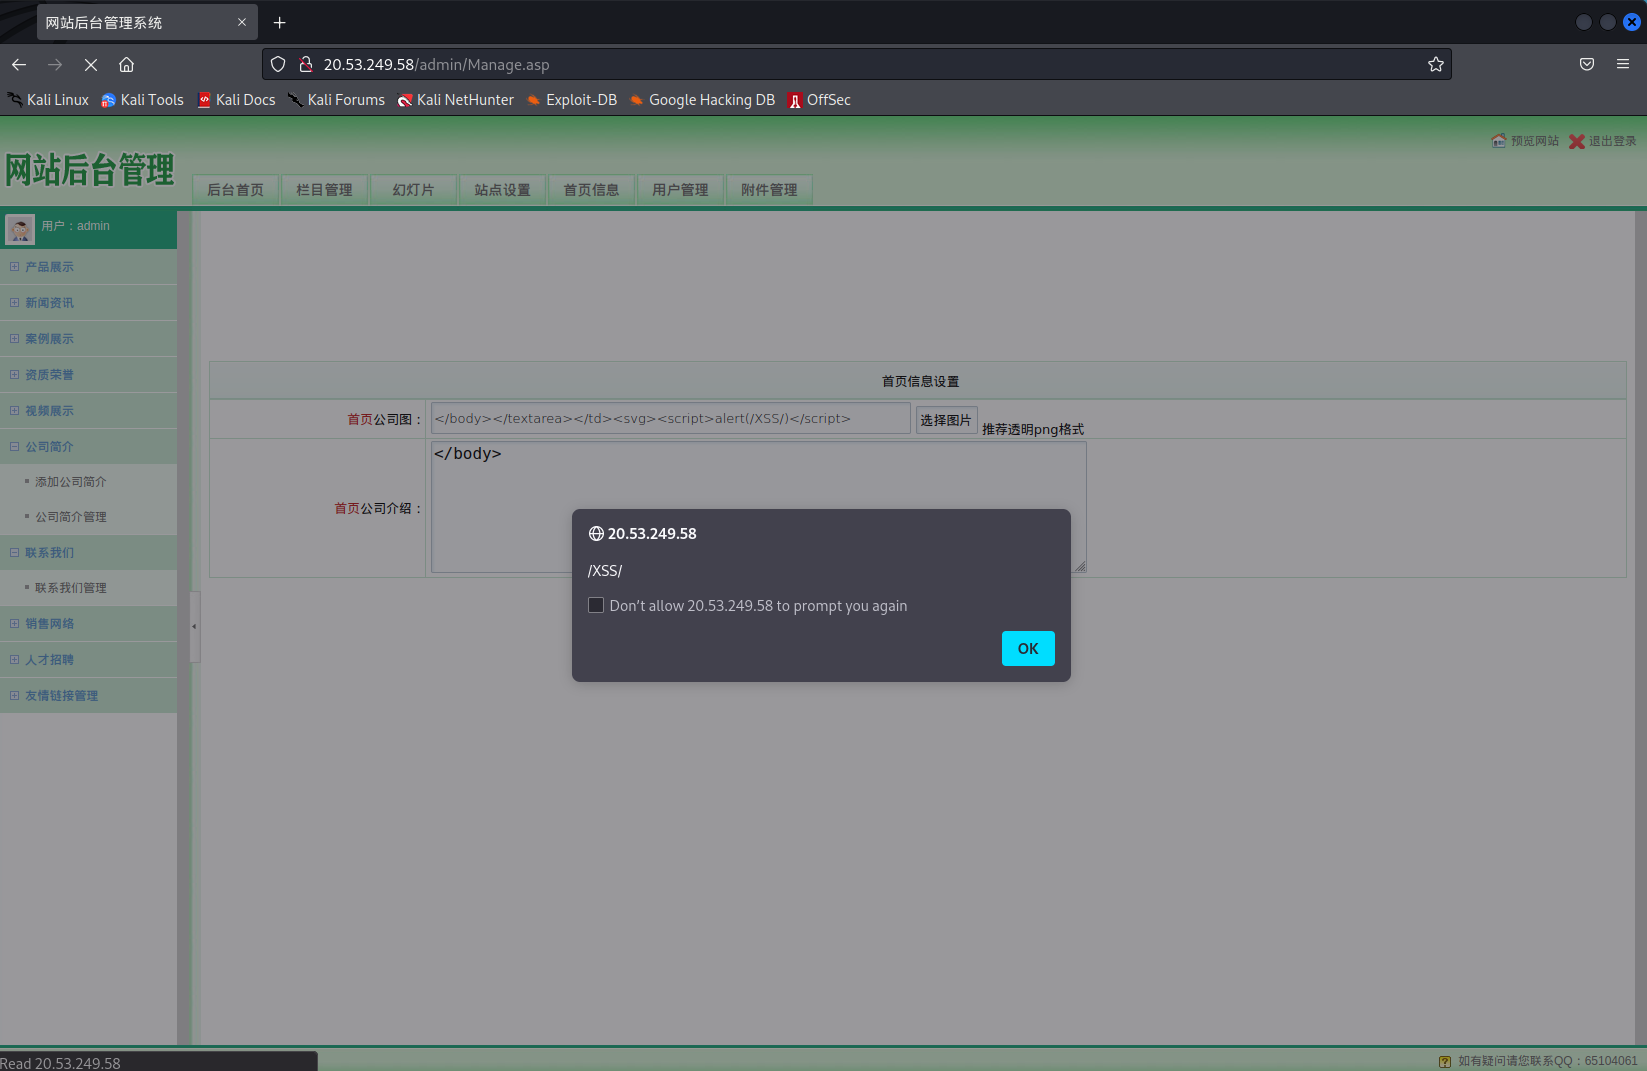 网站后台管理系统
20.53.249.58/admin/Manage.asp
Kali Linux Kali Tools Kali Docs Kali Forums Kali NetHunter Exploit-DB Google Hacking DB OffSec
预览网站 退出登录
网站后台管理
后台首页 栏目管理 幻灯片 站点设置 首页信息 用户管理 附件管理
用户：admin
产品展示
新闻资讯
案例展示
资质荣誉
视频展示
公司简介
添加公司简介
公司简介管理
联系我们
联系我们管理
销售网络
人才招聘
友情链接管理
首页信息设置
首页公司图： </body></textarea></td><svg><script>alert(/XSS/)</script> 选择图片 推荐透明png格式
首页公司介绍： </body>
20.53.249.58
/XSS/
Don’t allow 20.53.249.58 to prompt you again
OK
Read 20.53.249.58
如有疑问请您联系QQ：65104061